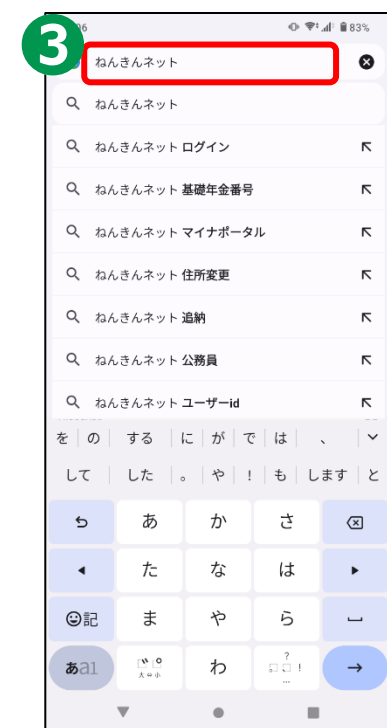 3
6 83%
ねんきんネット
ねんきんネット
ねんきんネット ログイン
ねんきんネット 基礎年金番号
ねんきんネット マイナポータル
ねんきんネット 住所変更
ねんきんネット 追納
ねんきんネット 公務員
ねんきんネット ユーザーid
を の する に が で は 、
して した 。 や ! も します と
あ か さ
た な は
記 ま や ら
あa1 大⇔小 わ ? ! …